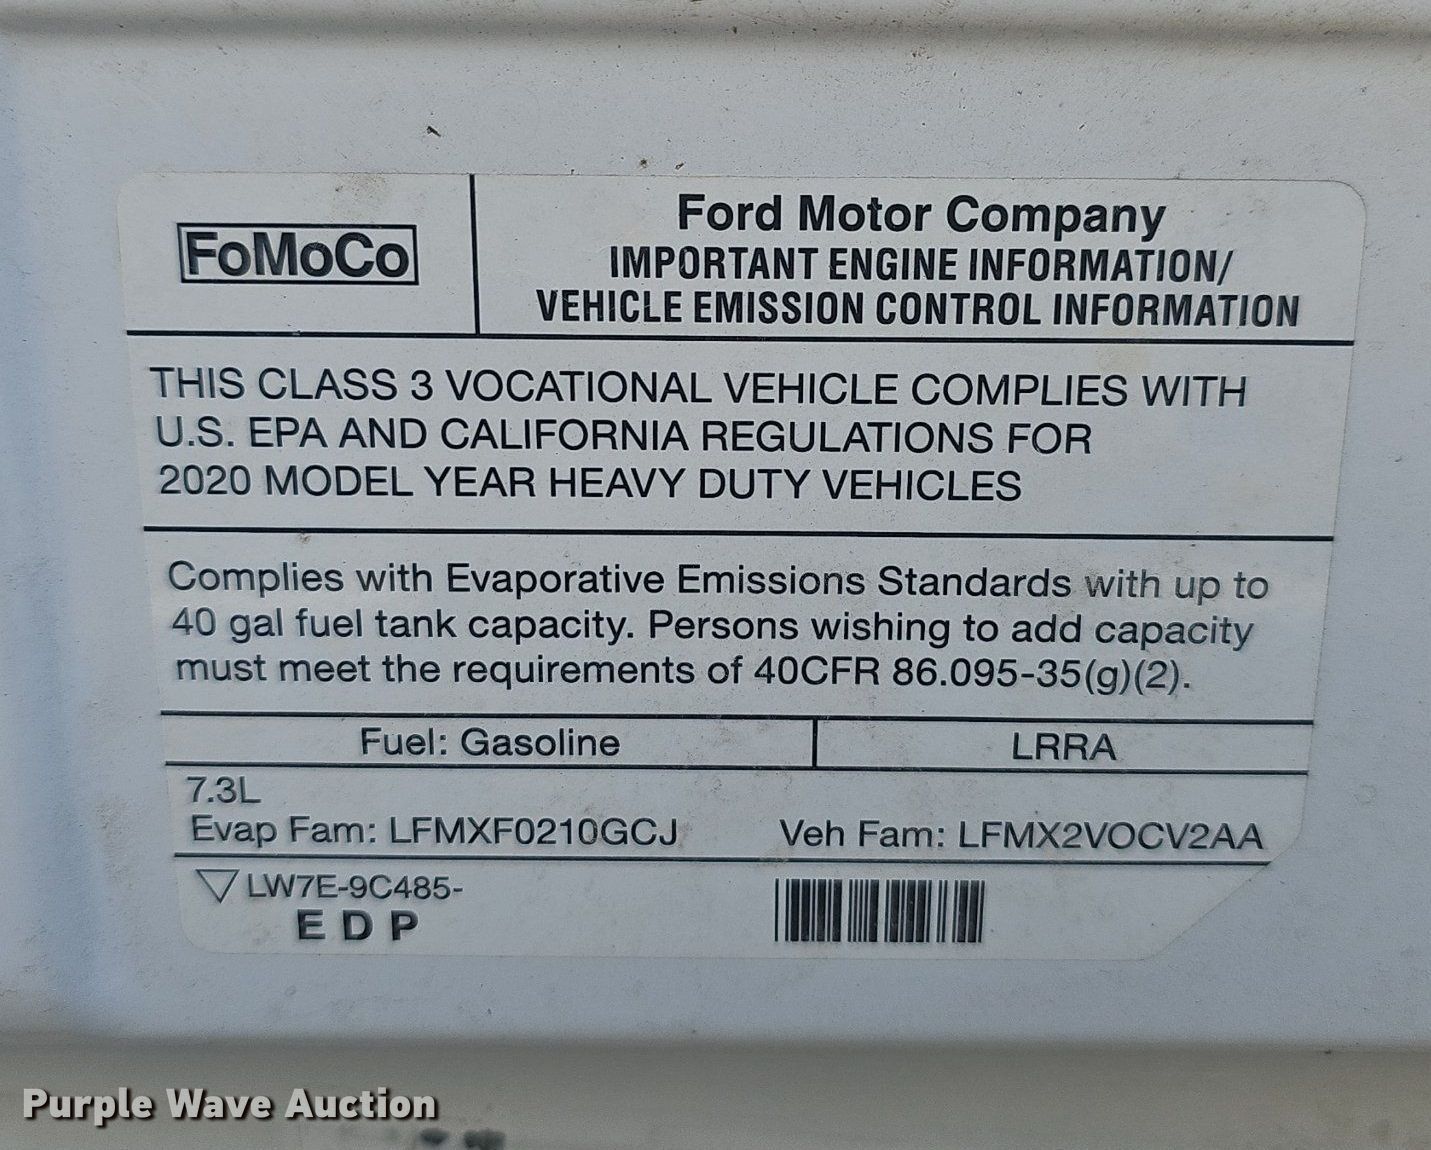 FoMoCo
Ford Motor Company
IMPORTANT ENGINE INFORMATION/
VEHICLE EMISSION CONTROL INFORMATION
THIS CLASS 3 VOCATIONAL VEHICLE COMPLIES WITH
U.S. EPA AND CALIFORNIA REGULATIONS FOR
2020 MODEL YEAR HEAVY DUTY VEHICLES
Complies with Evaporative Emissions Standards with up to
40 gal fuel tank capacity. Persons wishing to add capacity
must meet the requirements of 40CFR 86.095-35(g)(2).
Fuel: Gasoline LRRA
7.3L
Evap Fam: LFMXF0210GCJ Veh Fam: LFMX2VOCV2AA
LW7E-9C485-
E D P
Purple Wave Auction